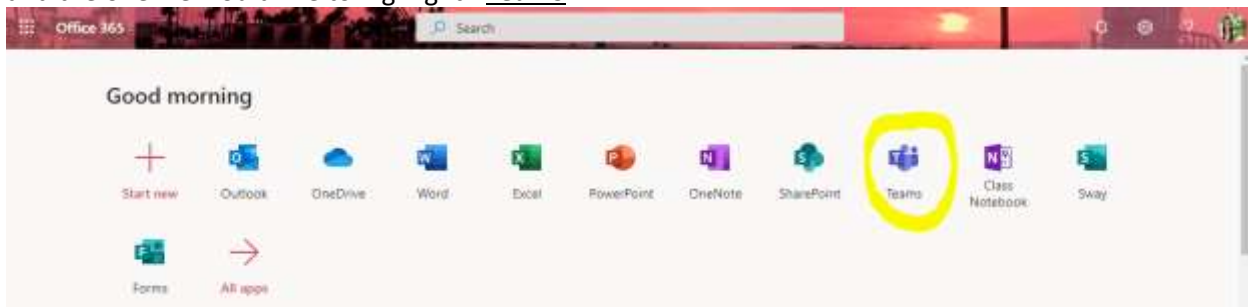 Office 365
Search
Good morning
Start new
Outlook
OneDrive
Word
Excel
PowerPoint
OneNote
SharePoint
Teams
Class
Notebook
Sway
Forms
All apps